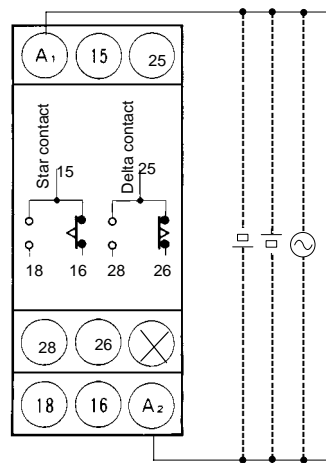 A1 15 25
Star contact
15
Delta contact
25
18 16 28 26
28 26
18 16 A2